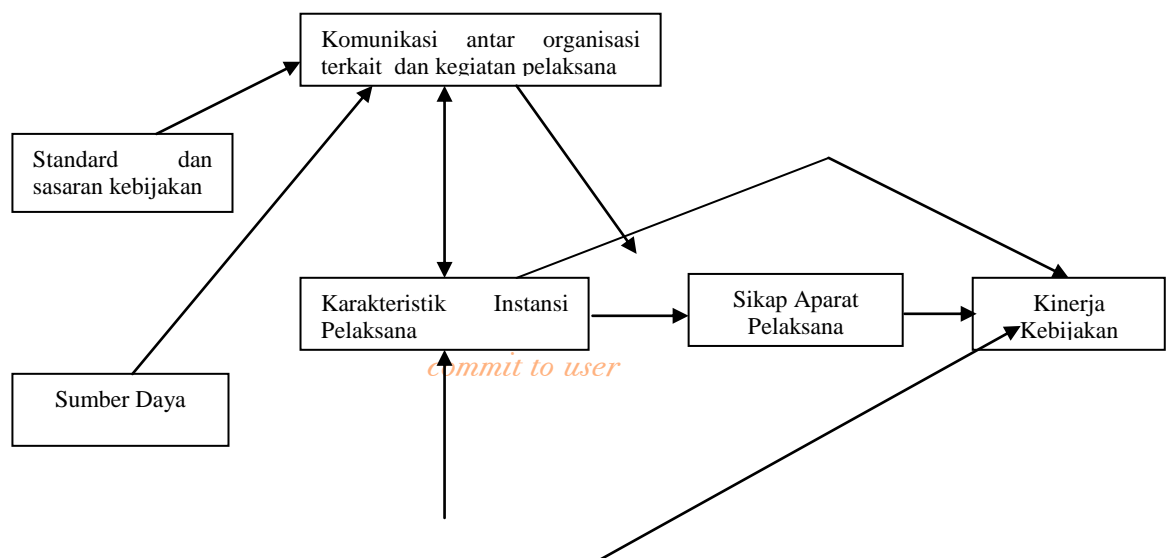 Komunikasi antar organisasi
terkait dan kegiatan pelaksana
Standard dan
sasaran kebijakan
Karakteristik Instansi
Pelaksana
Sikap Aparat
Pelaksana
Kinerja
Kebijakan
commit to user
Sumber Daya